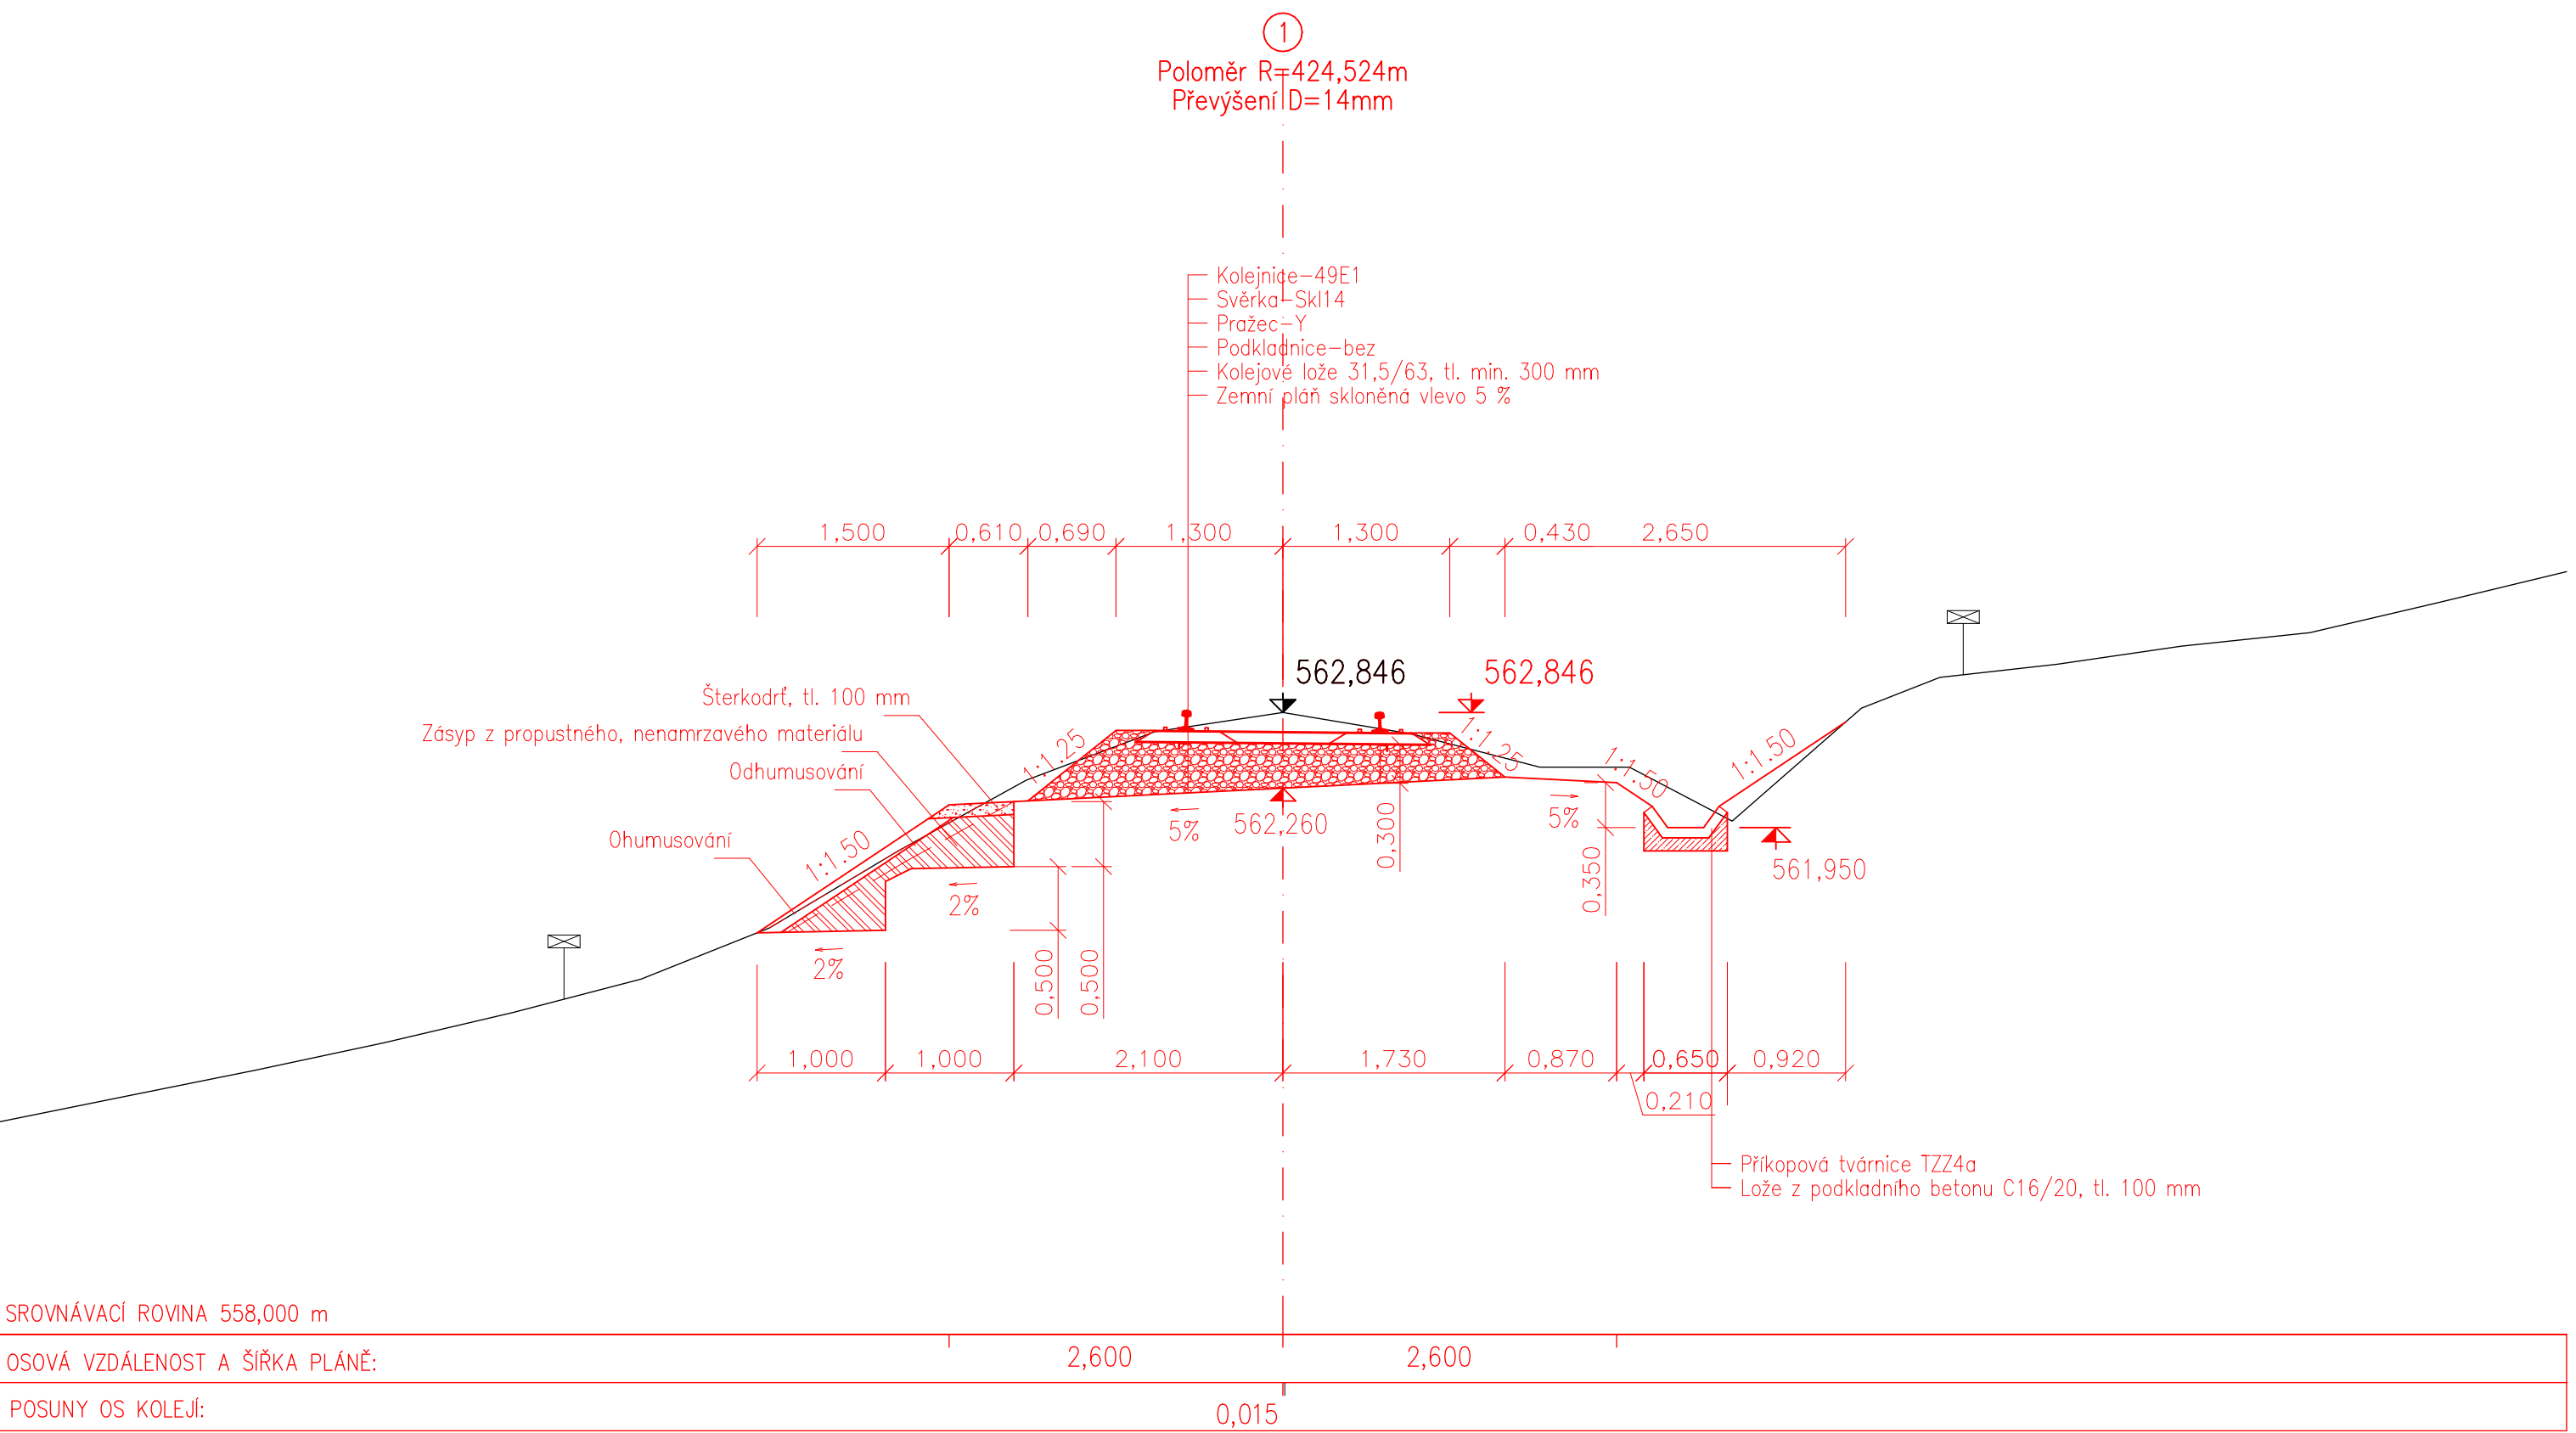 1
Poloměr R=424,524m
Převýšení D=14mm
Kolejnice-49E1
Svěrka-Skl14
Pražec-Y
Podkladnice-bez
Kolejové lože 31,5/63, tl. min. 300 mm
Zemní pláň skloněná vlevo 5 %
1,500
0,610
0,690
1,300
1,300
0,430
2,650
562,846
562,846
Šterkodrť, tl. 100 mm
Zásyp z propustného, nenamrzavého materiálu
Odhumusování
Ohumusování
1:1.50
1:1.25
1:1.25
1:1.50
1:1.50
5%
562,260
0,300
5%
0,350
561,950
2%
2%
0,500
0,500
1,000
1,000
2,100
1,730
0,870
0,650
0,920
0,210
Příkopová tvárnice TZZ4a
Lože z podkladního betonu C16/20, tl. 100 mm
SROVNÁVACÍ ROVINA 558,000 m
OSOVÁ VZDÁLENOST A ŠÍŘKA PLÁNĚ:
2,600
2,600
POSUNY OS KOLEJÍ:
0,015